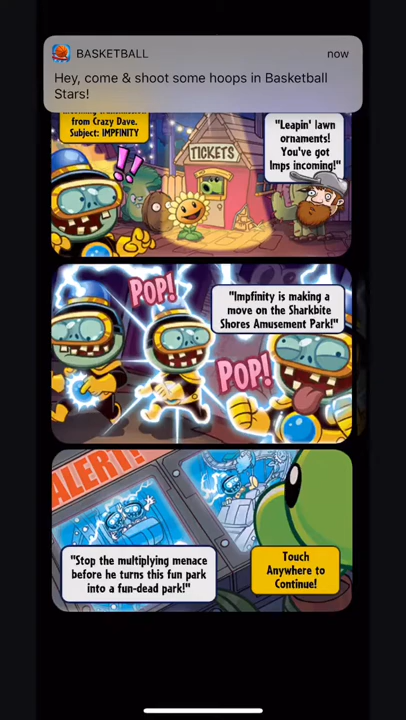 BASKETBALL
now
Hey, come & shoot some hoops in Basketball
Stars!
from Crazy Dave.
Subject: IMPFINITY
!!
TICKETS
"Leapin' lawn
ornaments!
You've got
Imps incoming!"
POP!
"Impfinity is making a
move on the Sharkbite
Shores Amusement Park!"
POP!
ALERT!
"Stop the multiplying menace
before he turns this fun park
into a fun-dead park!"
Touch
Anywhere to
Continue!